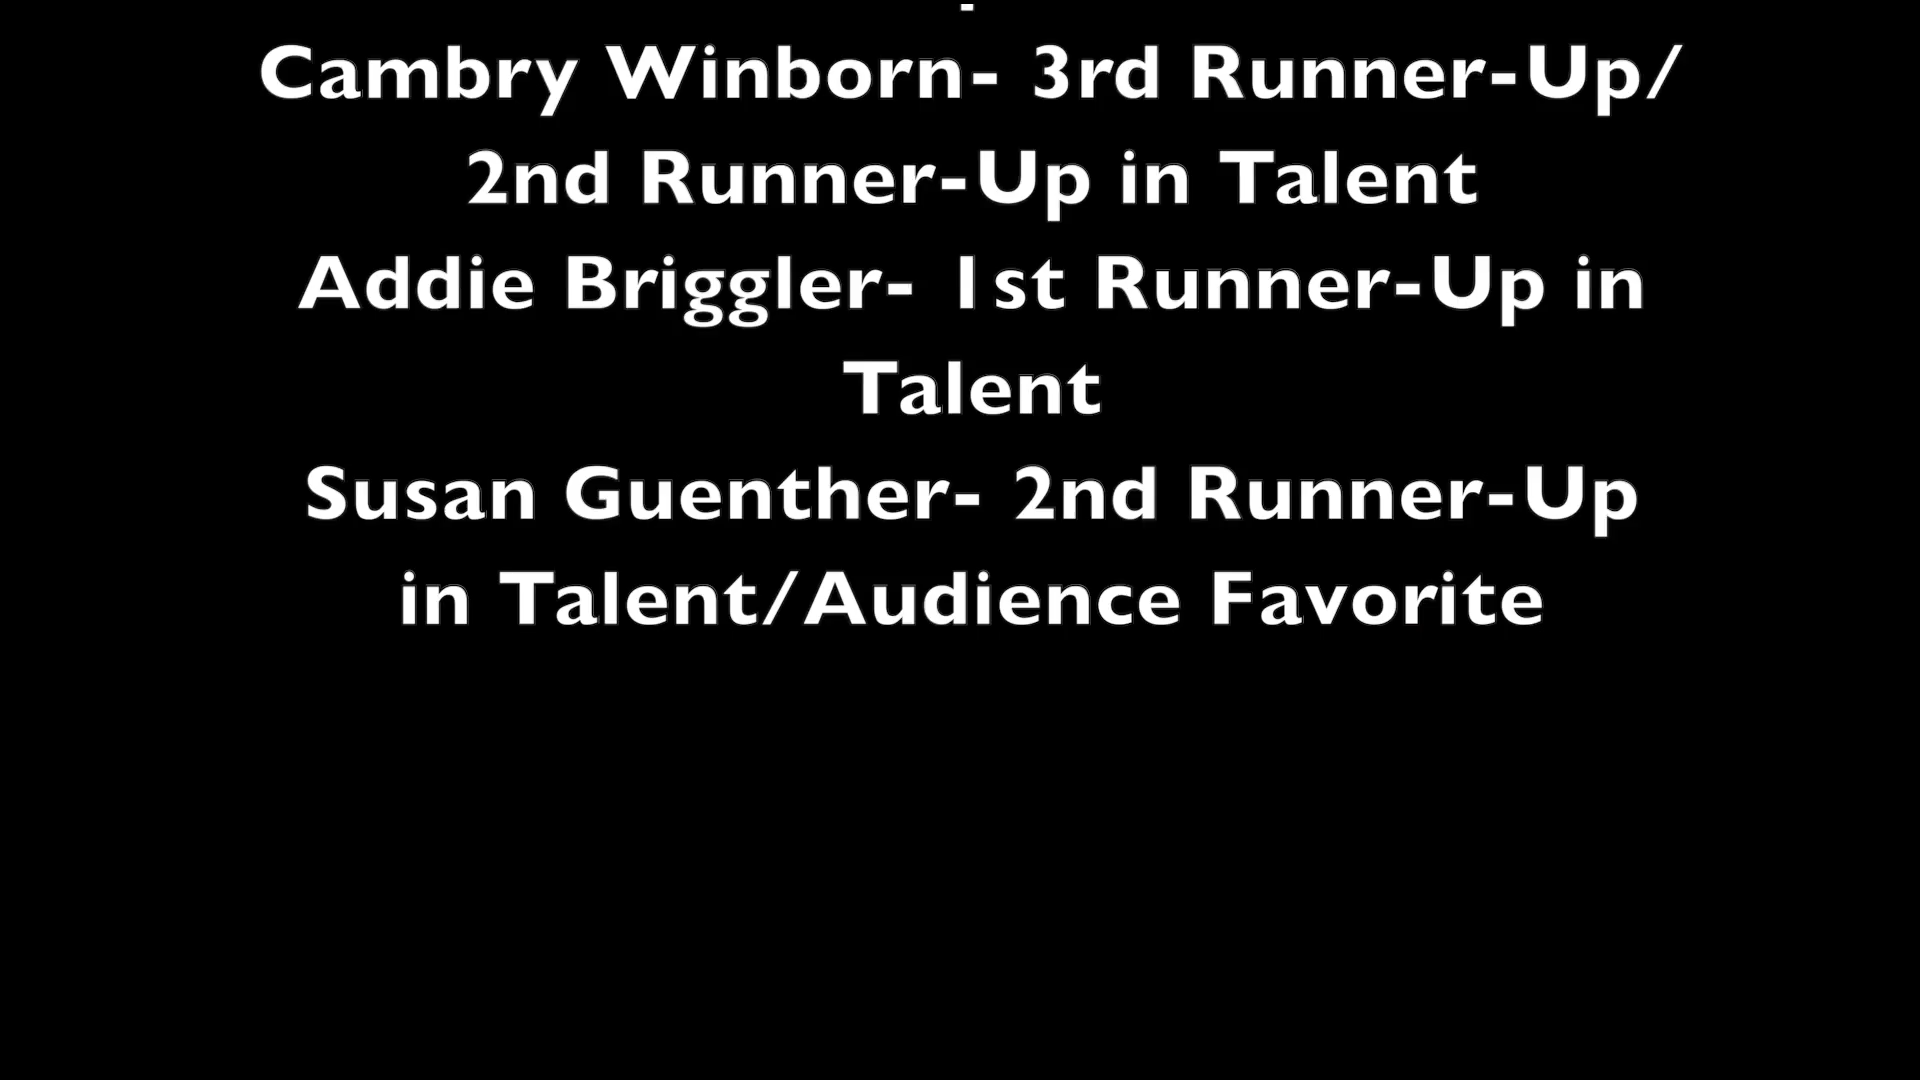 Cambry Winborn- 3rd Runner-Up/
2nd Runner-Up in Talent
Addie Briggler- 1st Runner-Up in
Talent
Susan Guenther- 2nd Runner-Up
in Talent/Audience Favorite